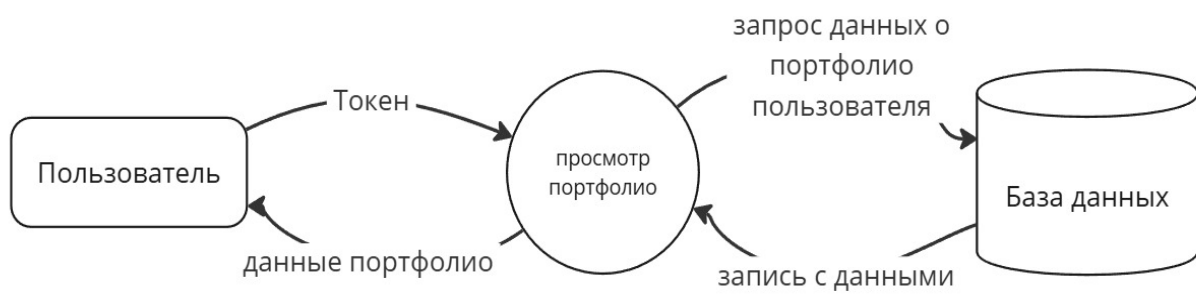 запрос данных о
портфолио
пользователя
Токен
Пользователь
просмотр
портфолио
База данных
данные портфолио
запись с данными